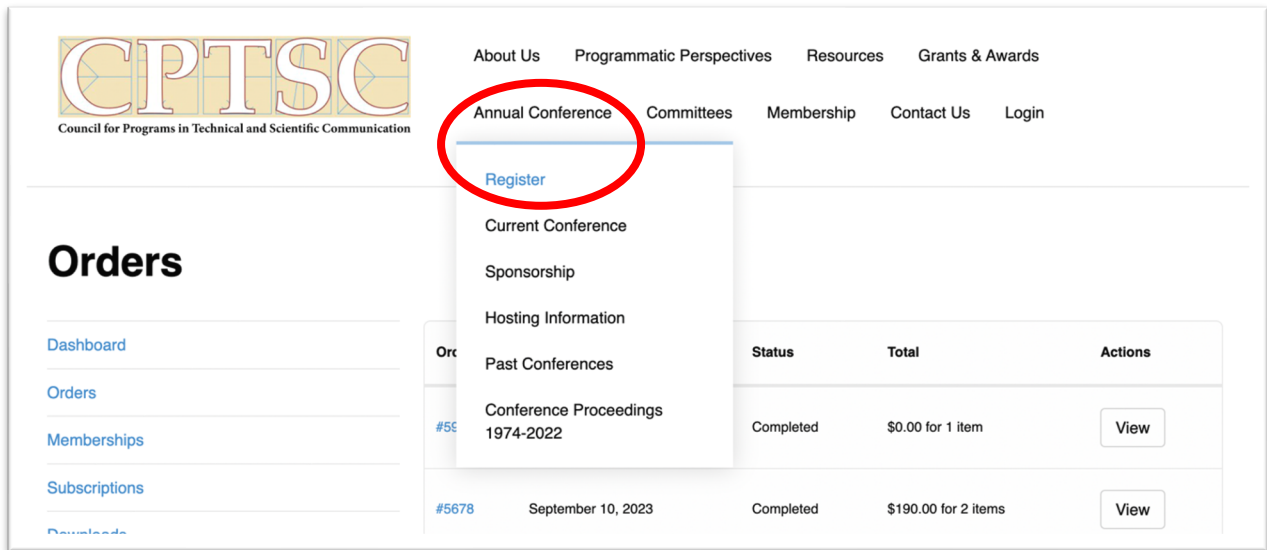 CPTSC
Council for Programs in Technical and Scientific Communication
About Us Programmatic Perspectives Resources Grants & Awards
Annual Conference Committees Membership Contact Us Login
Register
Current Conference
Sponsorship
Hosting Information
Past Conferences
Conference Proceedings
1974-2022
Orders
Dashboard
Orders
Memberships
Subscriptions
Status Total Actions
#59 Completed $0.00 for 1 item View
#5678 September 10, 2023 Completed $190.00 for 2 items View